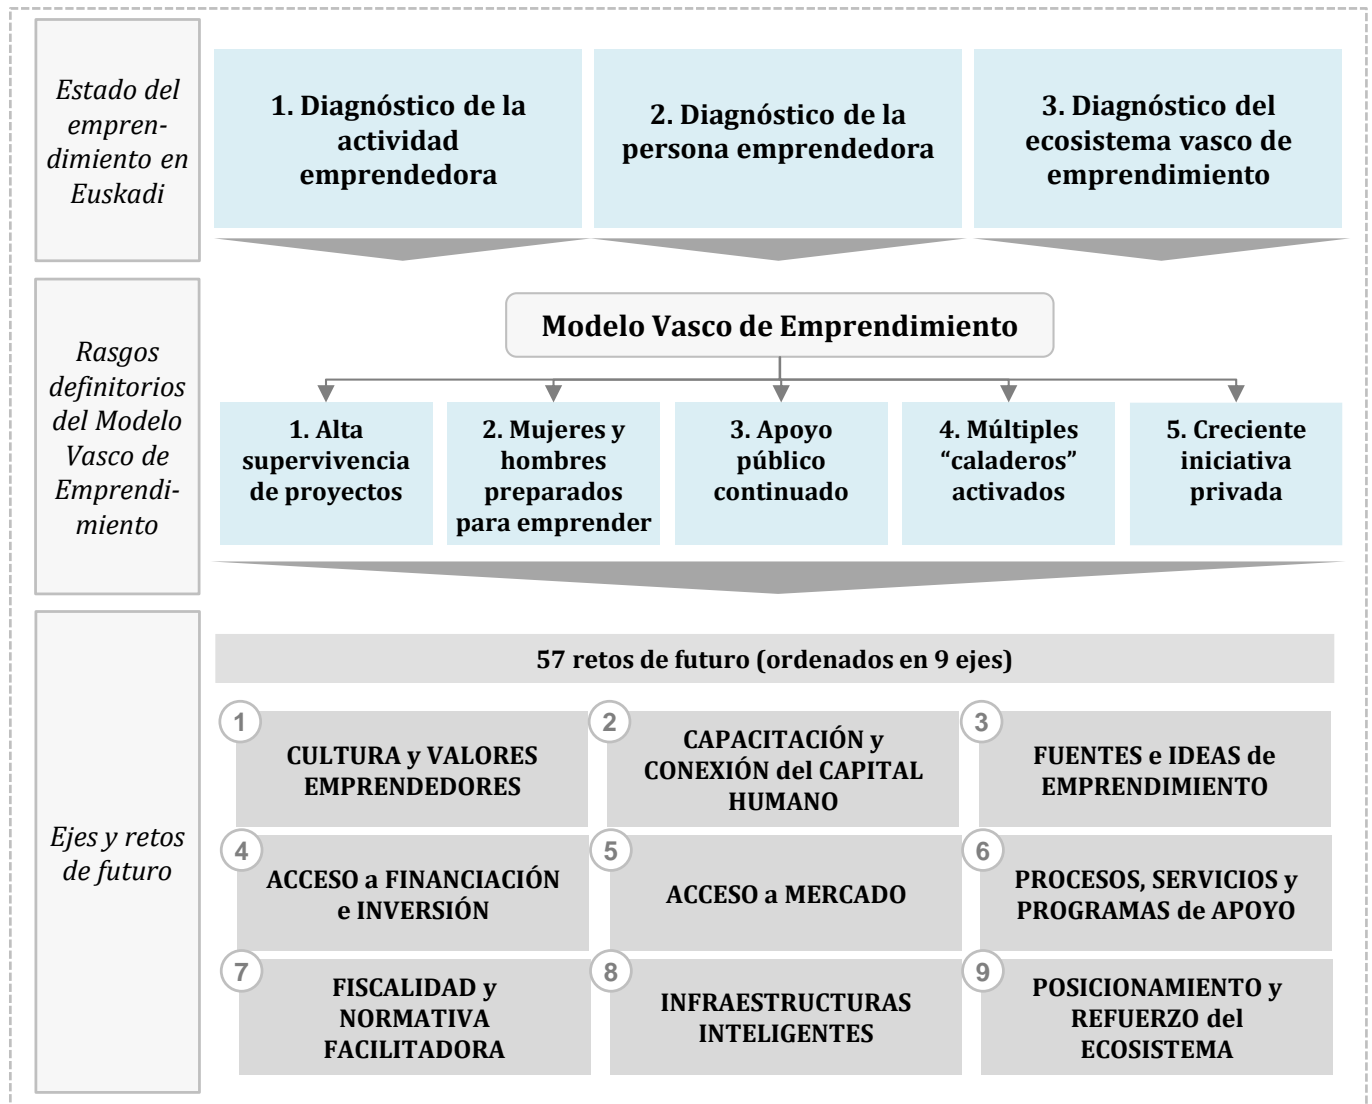 Estado del
empren-
dimiento en
Euskadi
1. Diagnóstico de la
actividad
emprendedora
2. Diagnóstico de la
persona emprendedora
3. Diagnóstico del
ecosistema vasco de
emprendimiento
Rasgos
definitorios
del Modelo
Vasco de
Emprendi-
miento
Modelo Vasco de Emprendimiento
1. Alta
supervivencia
de proyectos
2. Mujeres y
hombres
preparados
para emprender
3. Apoyo
público
continuado
4. Múltiples
“caladeros”
activados
5. Creciente
iniciativa
privada
Ejes y retos
de futuro
57 retos de futuro (ordenados en 9 ejes)
1
CULTURA y VALORES
EMPRENDEDORES
2
CAPACITACIÓN y
CONEXIÓN del CAPITAL
HUMANO
3
FUENTES e IDEAS de
EMPRENDIMIENTO
4
ACCESO a FINANCIACIÓN
e INVERSIÓN
5
ACCESO a MERCADO
6
PROCESOS, SERVICIOS y
PROGRAMAS de APOYO
7
FISCALIDAD y
NORMATIVA
FACILITADORA
8
INFRAESTRUCTURAS
INTELIGENTES
9
POSICIONAMIENTO y
REFUERZO del
ECOSISTEMA